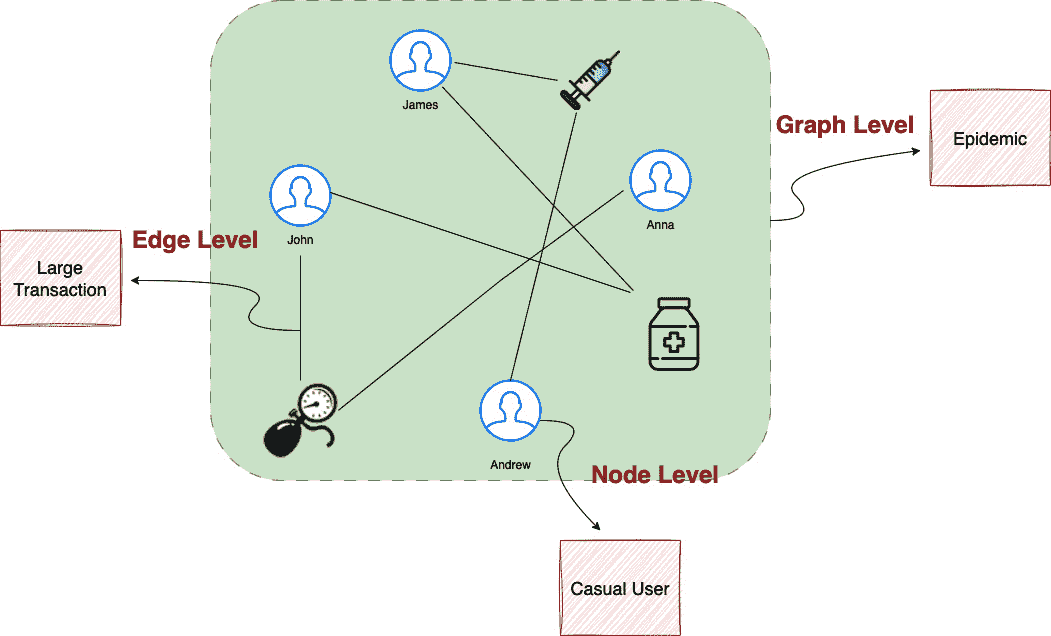 James
Graph Level
Epidemic
Anna
John
Edge Level
Large
Transaction
Andrew
Node Level
Casual User